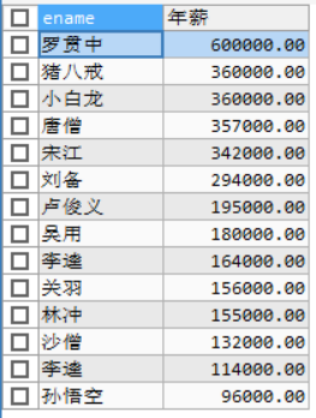 ename 年薪
罗贯中 600000.00
猪八戒 360000.00
小白龙 360000.00
唐僧 357000.00
宋江 342000.00
刘备 294000.00
卢俊义 195000.00
吴用 180000.00
李逵 164000.00
关羽 156000.00
林冲 155000.00
沙僧 132000.00
李逵 114000.00
孙悟空 96000.00